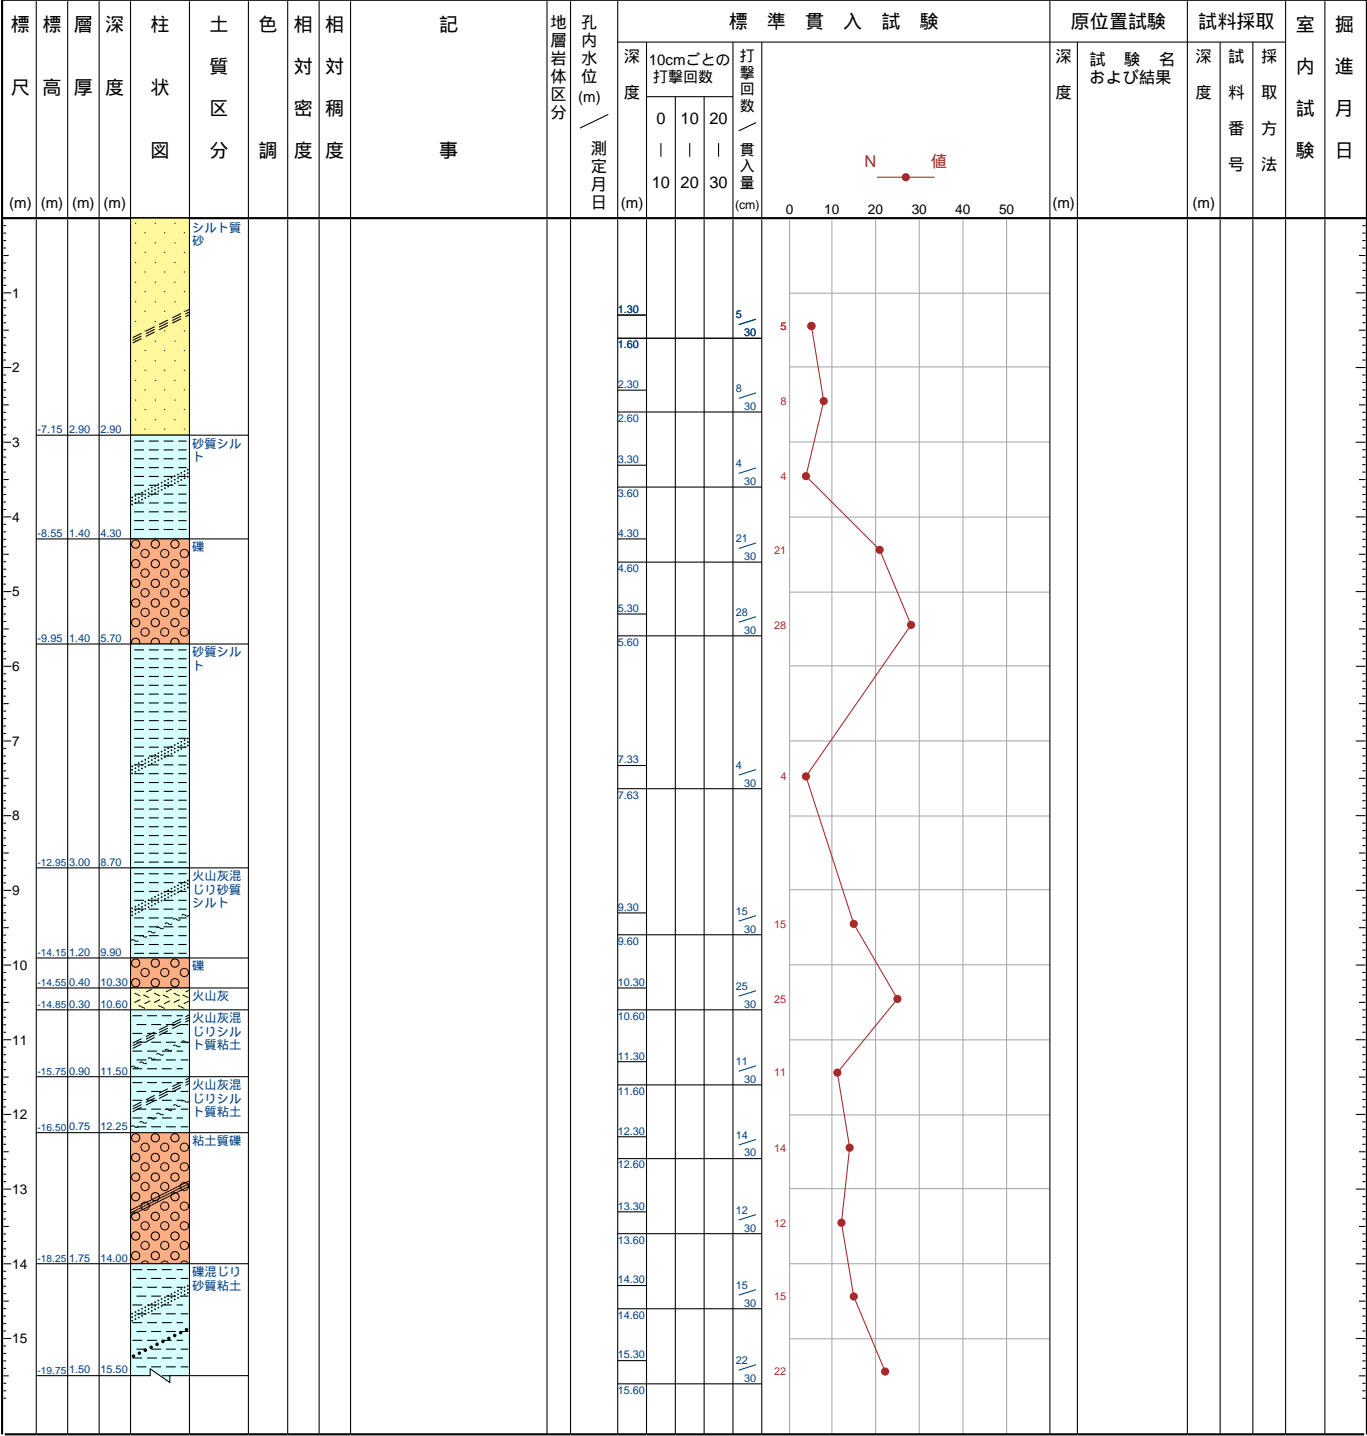 標尺(m)
標高(m)
層厚(m)
深度(m)
柱状図
土質区分
色調
相対密度
相対稠度
記事
地層岩体区分
孔内水位(m)/測定月日
標準貫入試験
深度(m)
10cmごとの
打撃回数
0 10 20
| | |
10 20 30
打撃回数/貫入量(cm)
N 値
0 10 20 30 40 50
原位置試験
深度(m)
試験名
および結果
試料採取
深度(m)
試料番号
採取方法
室内試験
掘進月日
シルト質
砂
1
1.30 5/30 5
1.60
2
2.30 8/30 8
2.60
-7.15 2.90 2.90
3
砂質シル
ト
3.30 4/30 4
3.60
4
-8.55 1.40 4.30
礫
4.30 21/30 21
4.60
5
5.30 28/30 28
5.60
-9.95 1.40 5.70
砂質シル
ト
6
7
7.33 4/30 4
7.63
8
-12.95 3.00 8.70
火山灰混
じり砂質
シルト
9
9.30 15/30 15
9.60
-14.15 1.20 9.90
10
礫
-14.55 0.40 10.30
10.30 25/30 25
火山灰
-14.85 0.30 10.60
10.60
火山灰混
じりシル
ト質粘土
11
11.30 11/30 11
-15.75 0.90 11.50
11.60
火山灰混
じりシル
ト質粘土
12
-16.50 0.75 12.25
12.30 14/30 14
粘土質礫
12.60
13
13.30 12/30 12
13.60
-18.25 1.75 14.00
14
礫混じり
砂質粘土
14.30 15/30 15
14.60
15
15.30 22/30 22
-19.75 1.50 15.50
15.60